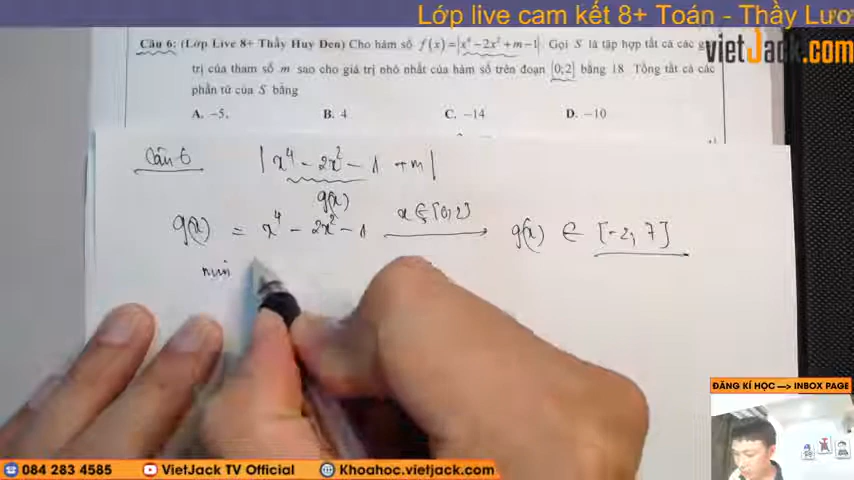 Lớp live cam kết 8+ Toán - Thầy Lươ
vietJack.com
Câu 6: (Lớp Live 8+ Thầy Huy Đen) Cho hàm số f(x) = |x⁴ − 2x² + m − 1|. Gọi S là tập hợp tất cả các
trị của tham số m sao cho giá trị nhỏ nhất của hàm số trên đoạn [0;2] bằng 18. Tổng tất cả các
phần tử của S bằng
A. −5. B. 4 C. −14 D. −10
Câu 6 |x⁴ − 2x² − 1 + m|
g(x)
g(x) = x⁴ − 2x² − 1 x ∈ [0, 2] g(x) ∈ [−2, 7]
min
ĐĂNG KÍ HỌC —> INBOX PAGE
084 283 4585 VietJack TV Official Khoahoc.vietjack.com